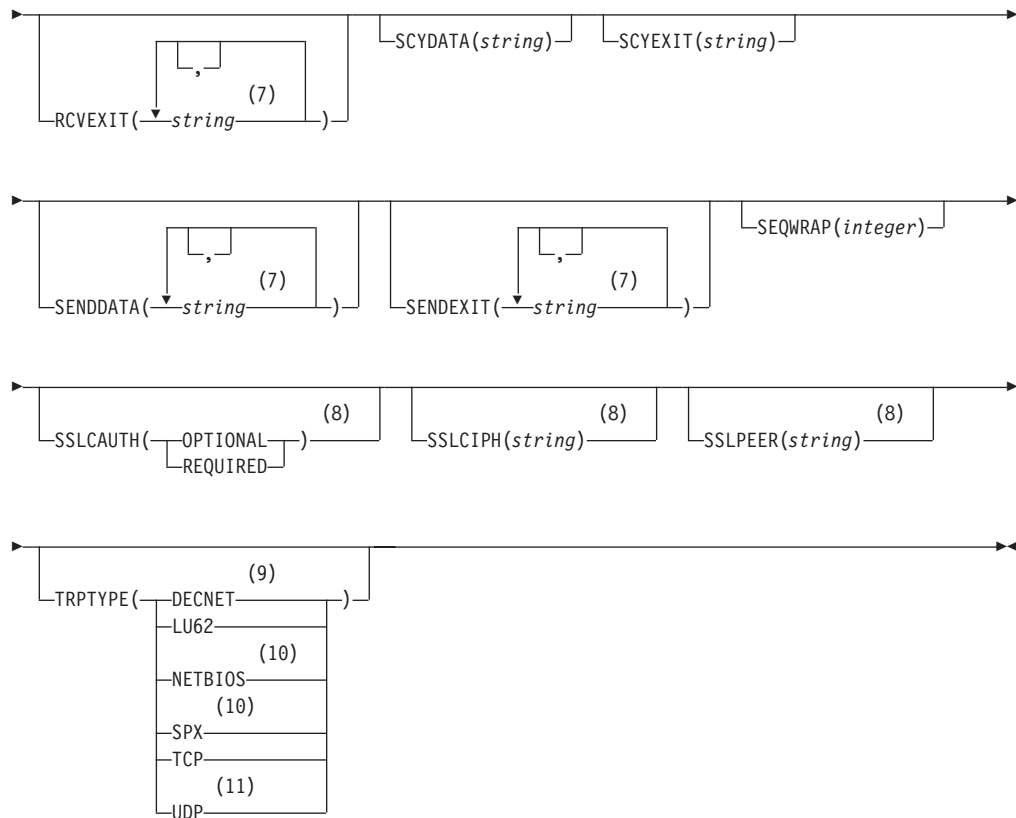 SCYDATA(string) SCYEXIT(string)
,
(7)
RCVEXIT( string )
SEQWRAP(integer)
, ,
(7) (7)
SENDDATA( string ) SENDEXIT( string )
(8) (8) (8)
SSLCAUTH( OPTIONAL ) SSLCIPH(string) SSLPEER(string)
REQUIRED
(9)
TRPTYPE( DECNET )
LU62
(10)
NETBIOS
(10)
SPX
TCP
(11)
UDP